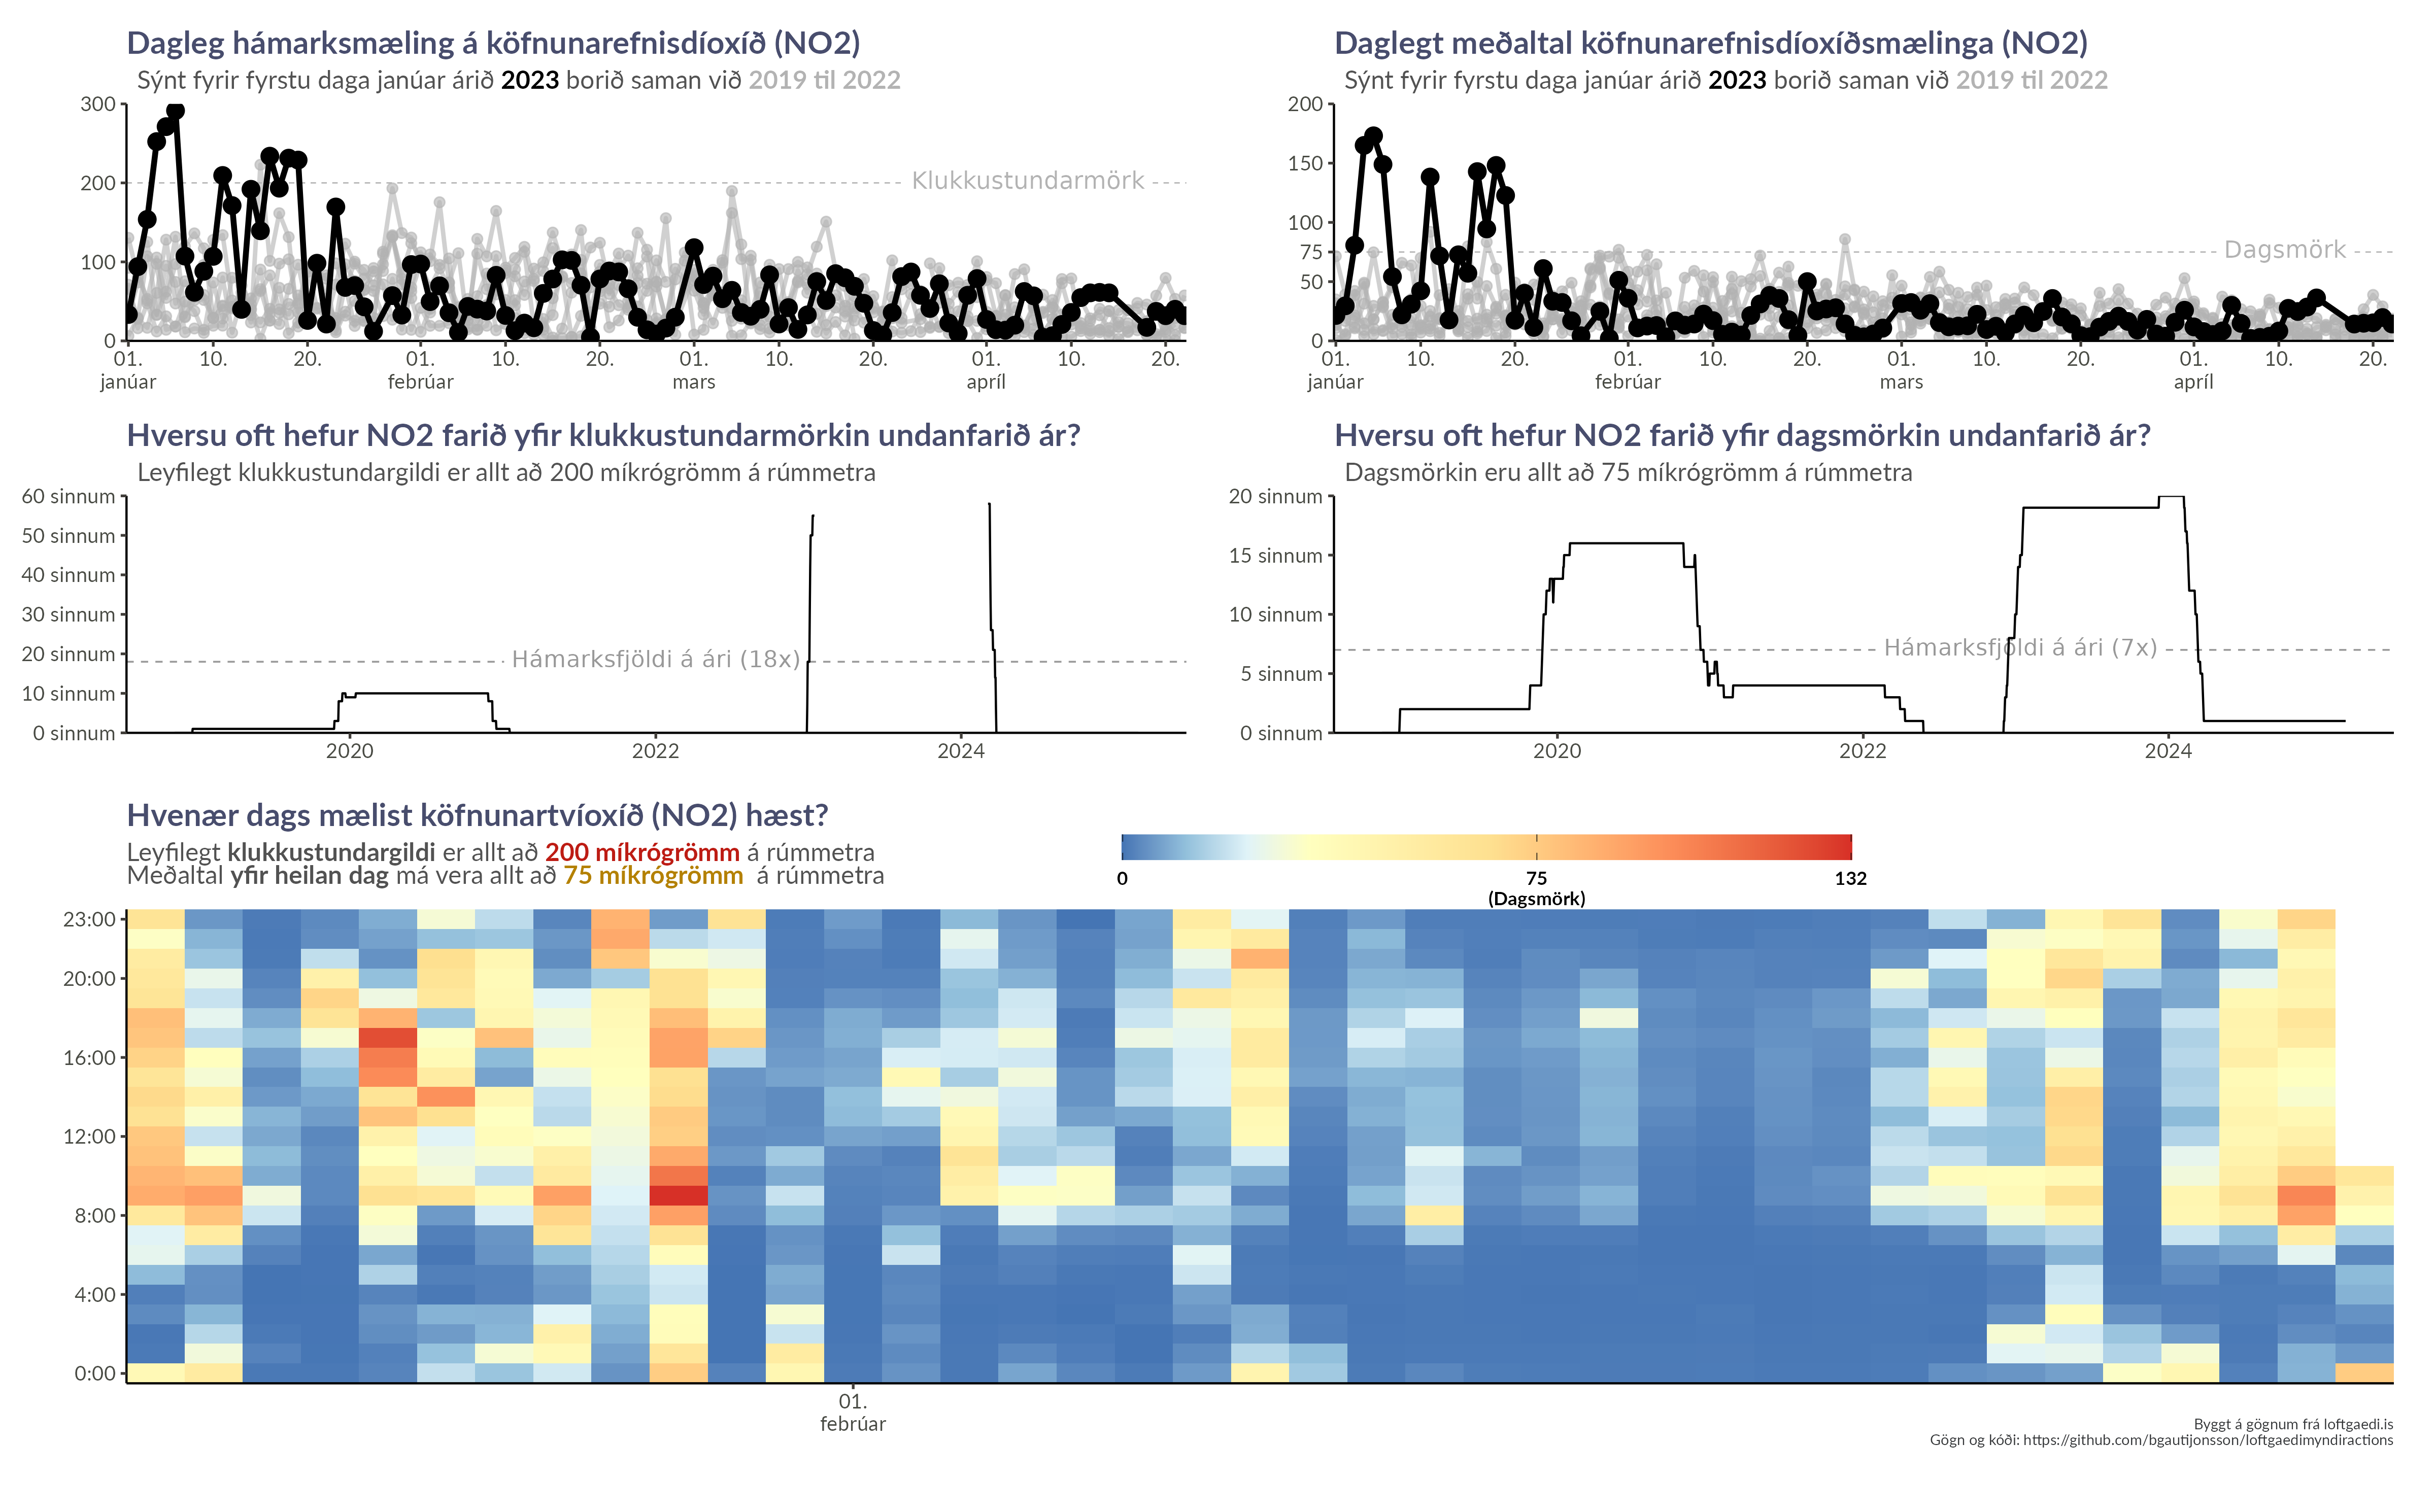 Dagleg hámarksmæling á köfnunarefnisdíoxíð (NO2)
Sýnt fyrir fyrstu daga janúar árið 2023 borið saman við 2019 til 2022
300
200
100
0
Klukkustundarmörk
01. 10. 20. 01. 10. 20. 01. 10. 20. 01. 10. 20.
janúar febrúar mars apríl
Daglegt meðaltal köfnunarefnisdíoxíðsmælinga (NO2)
Sýnt fyrir fyrstu daga janúar árið 2023 borið saman við 2019 til 2022
200
150
100
75
50
0
Dagsmörk
01. 10. 20. 01. 10. 20. 01. 10. 20. 01. 10. 20.
janúar febrúar mars apríl
Hversu oft hefur NO2 farið yfir klukkustundarmörkin undanfarið ár?
Leyfilegt klukkustundargildi er allt að 200 míkrógrömm á rúmmetra
60 sinnum
50 sinnum
40 sinnum
30 sinnum
20 sinnum
10 sinnum
0 sinnum
Hámarksfjöldi á ári (18x)
2020 2022 2024
Hversu oft hefur NO2 farið yfir dagsmörkin undanfarið ár?
Dagsmörkin eru allt að 75 míkrógrömm á rúmmetra
20 sinnum
15 sinnum
10 sinnum
5 sinnum
0 sinnum
Hámarksfjöldi á ári (7x)
2020 2022 2024
Hvenær dags mælist köfnunartvíoxíð (NO2) hæst?
Leyfilegt klukkustundargildi er allt að 200 míkrógrömm á rúmmetra
Meðaltal yfir heilan dag má vera allt að 75 míkrógrömm á rúmmetra
0 75 132
(Dagsmörk)
23:00
20:00
16:00
12:00
8:00
4:00
0:00
01.
febrúar
Byggt á gögnum frá loftgaedi.is
Gögn og kóði: https://github.com/bgautijonsson/loftgaedimyndiractions